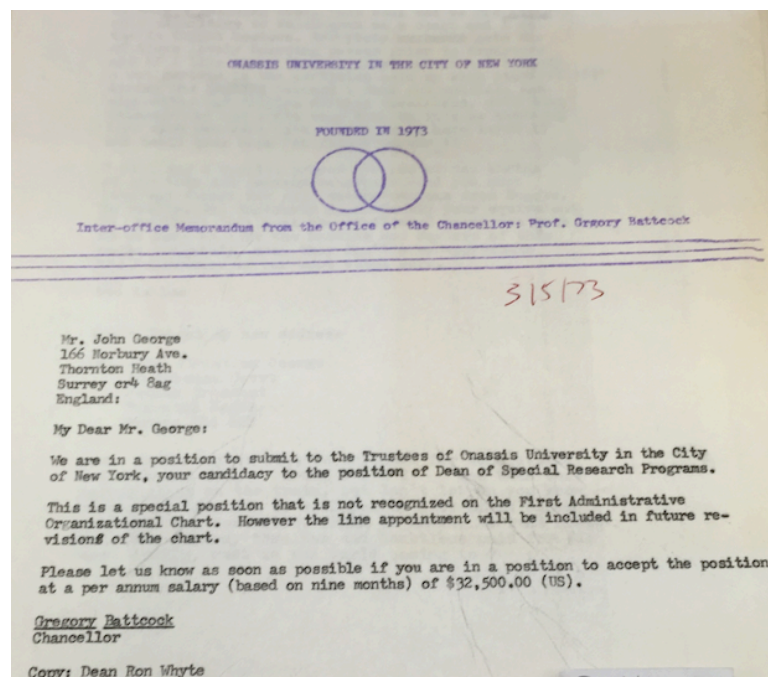 ONASSIS UNIVERSITY IN THE CITY OF NEW YORK
FOUNDED IN 1973
Inter-office Memorandum from the Office of the Chancellor: Prof. Grgory Battcock
3/5/73
Mr. John George
166 Norbury Ave.
Thornton Heath
Surrey cr4 8ag
England:
My Dear Mr. George:
We are in a position to submit to the Trustees of Onassis University in the City
of New York, your candidacy to the position of Dean of Special Research Programs.
This is a special position that is not recognized on the First Administrative
Organizational Chart. However the line appointment will be included in future re-
visions of the chart.
Please let us know as soon as possible if you are in a position to accept the position
at a per annum salary (based on nine months) of $32,500.00 (US).
Gregory Battcock
Chancellor
Copy: Dean Ron Whyte